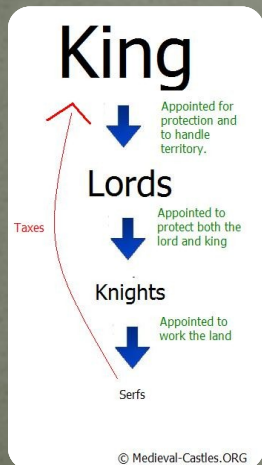 King
Appointed for
protection and
to handle
territory.
Lords
Taxes
Appointed to
protect both the
lord and king
Knights
Appointed to
work the land
Serfs
© Medieval-Castles.ORG